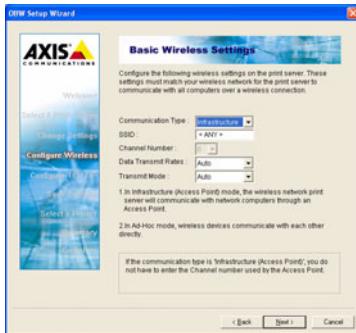 OBW Setup Wizard
AXIS
COMMUNICATIONS
Welcome
Change Settings
Configure Wireless
Basic Wireless Settings
Configure the following wireless settings on the print server. These
settings must match your wireless network for the print server to
communicate with all computers over a wireless connection.
Communication Type : Infrastructure
SSID : < ANY >
Channel Number : 6
Data Transmit Rates : Auto
Transmit Mode : Auto
1.In Infrastructure (Access Point) mode, the wireless network print
server will communicate with network computers through an
Access Point.
2.In Ad-Hoc mode, wireless devices communicate with each other
directly.
If the communication type is 'Infrastructure (Access Point)', you do
not have to enter the Channel number used by the Access Point.
< Back
Next >
Cancel